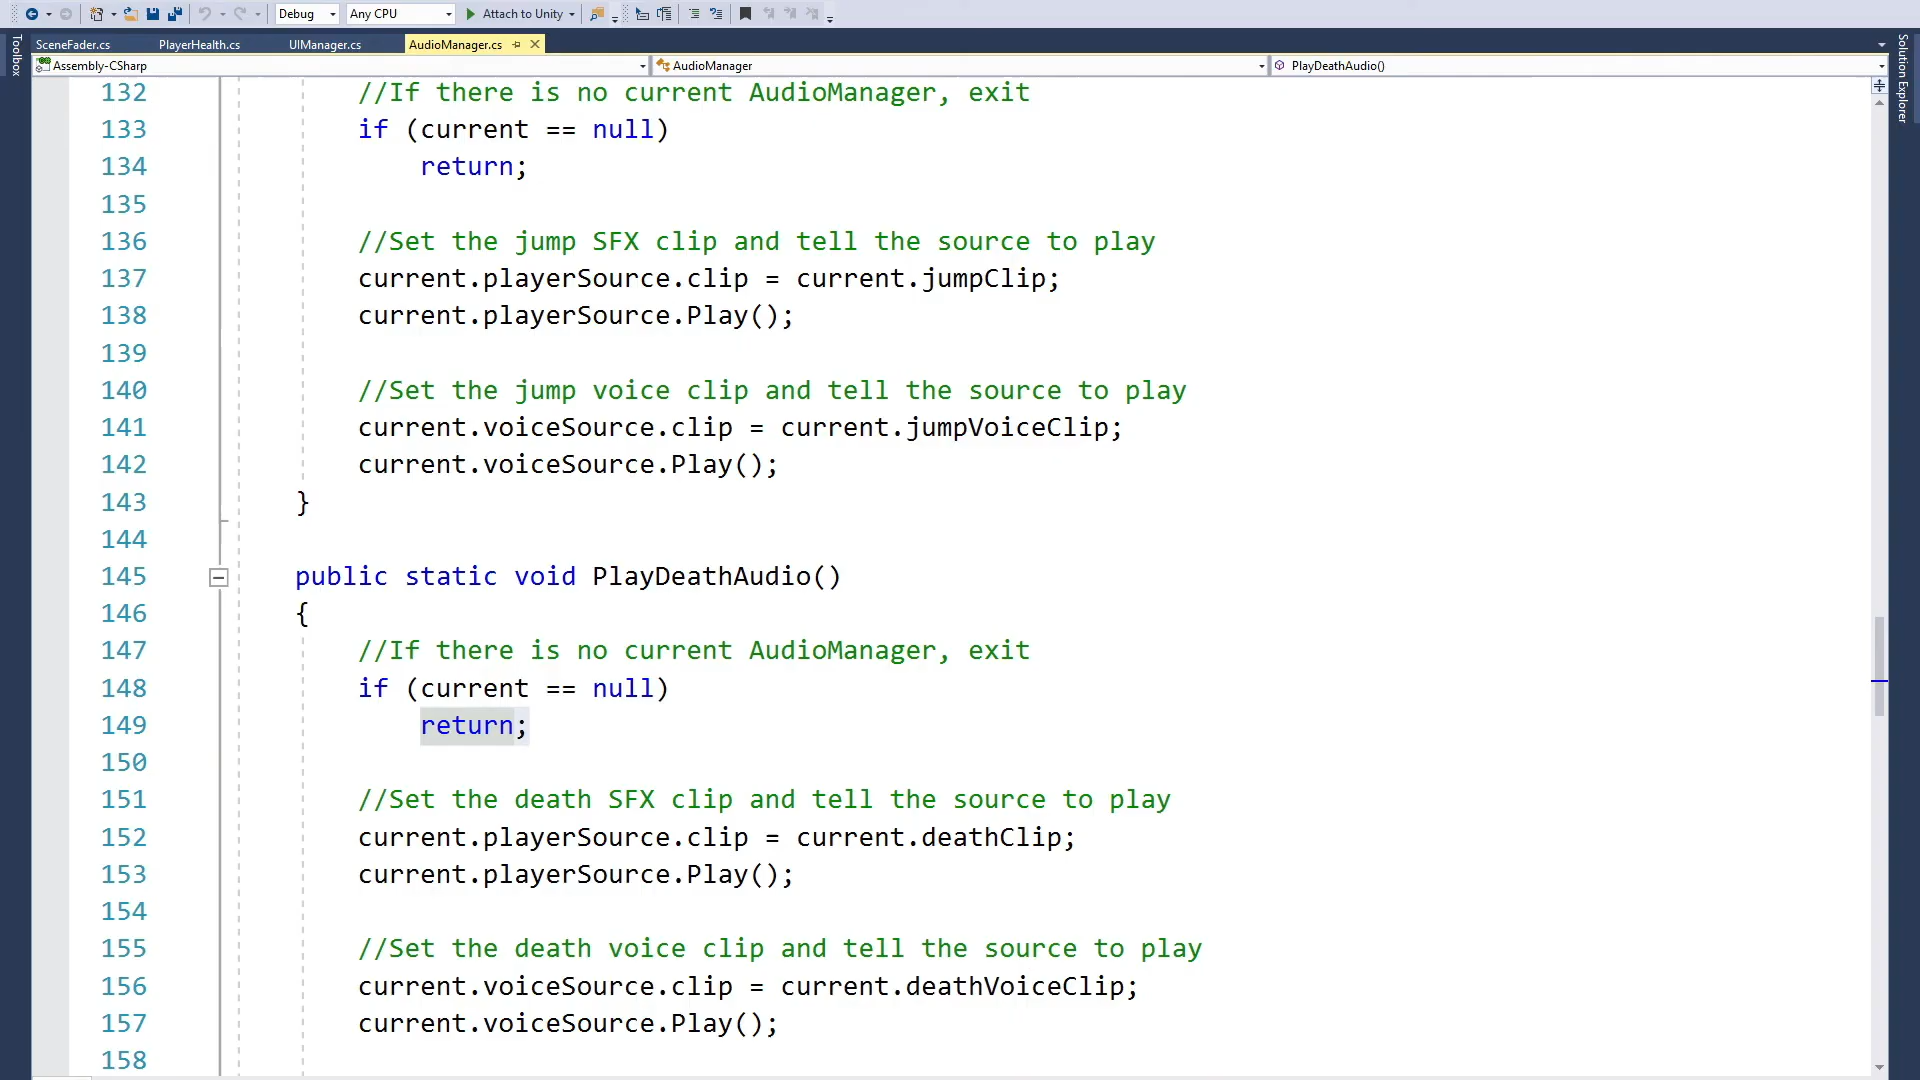 Debug Any CPU Attach to Unity
SceneFader.cs PlayerHealth.cs UIManager.cs AudioManager.cs
Toolbox
Solution Explorer
Assembly-CSharp AudioManager PlayDeathAudio()
132 //If there is no current AudioManager, exit
133 if (current == null)
134 return;
135
136 //Set the jump SFX clip and tell the source to play
137 current.playerSource.clip = current.jumpClip;
138 current.playerSource.Play();
139
140 //Set the jump voice clip and tell the source to play
141 current.voiceSource.clip = current.jumpVoiceClip;
142 current.voiceSource.Play();
143 }
144
145 public static void PlayDeathAudio()
146 {
147 //If there is no current AudioManager, exit
148 if (current == null)
149 return;
150
151 //Set the death SFX clip and tell the source to play
152 current.playerSource.clip = current.deathClip;
153 current.playerSource.Play();
154
155 //Set the death voice clip and tell the source to play
156 current.voiceSource.clip = current.deathVoiceClip;
157 current.voiceSource.Play();
158